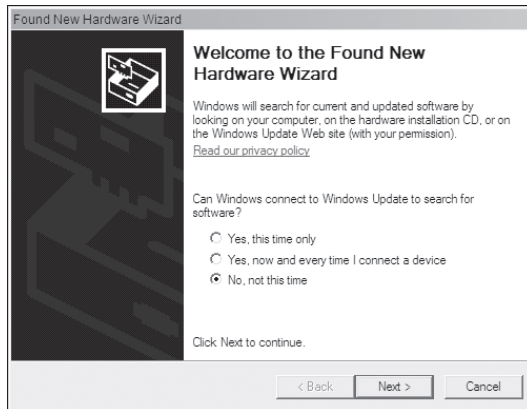 Found New Hardware Wizard
Welcome to the Found New
Hardware Wizard
Windows will search for current and updated software by
looking on your computer, on the hardware installation CD, or on
the Windows Update Web site (with your permission).
Read our privacy policy
Can Windows connect to Windows Update to search for
software?
Yes, this time only
Yes, now and every time I connect a device
No, not this time
Click Next to continue.
< Back
Next >
Cancel